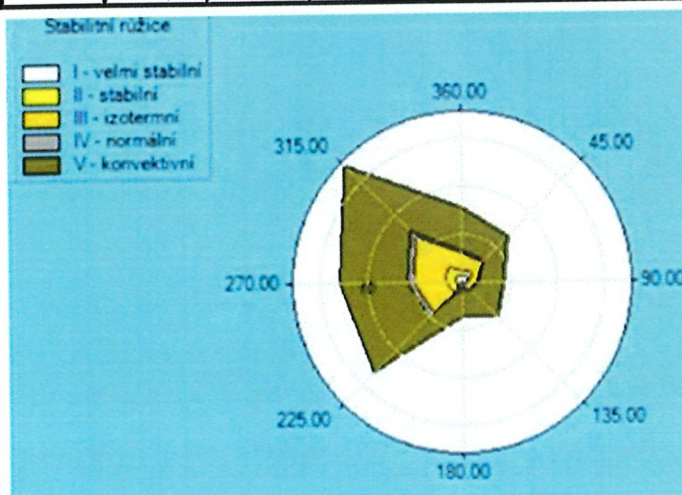 Stabilitní růžice
I - velmi stabilní
II - stabilní
III - izotermní
IV - normální
V - konvektivní
360.00
315.00
45.00
270.00
10
90.00
225.00
135.00
180.00